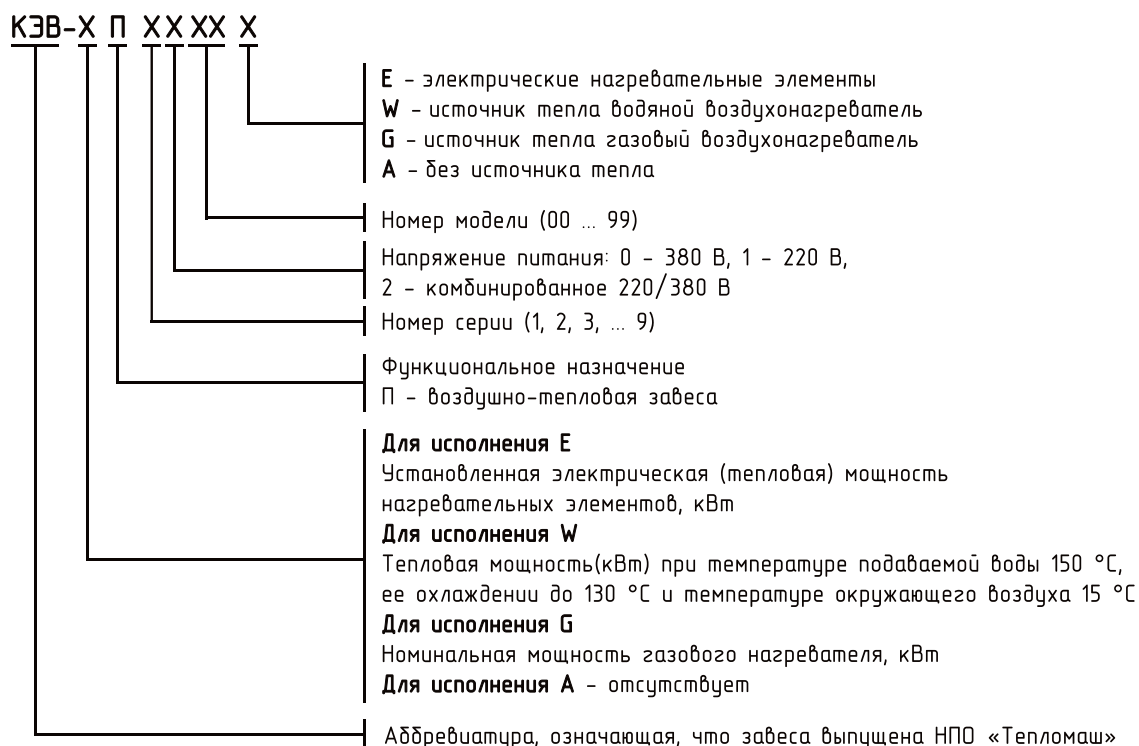 КЭВ-Х П Х Х ХХ Х
E – электрические нагревательные элементы
W – источник тепла водяной воздухонагреватель
G – источник тепла газовый воздухонагреватель
A – без источника тепла
Номер модели (00 ... 99)
Напряжение питания: 0 – 380 В, 1 – 220 В,
2 – комбинированное 220/380 В
Номер серии (1, 2, 3, ... 9)
Функциональное назначение
П – воздушно-тепловая завеса
Для исполнения E
Установленная электрическая (тепловая) мощность
нагревательных элементов, кВт
Для исполнения W
Тепловая мощность(кВт) при температуре подаваемой воды 150 °С,
ее охлаждении до 130 °С и температуре окружающего воздуха 15 °С
Для исполнения G
Номинальная мощность газового нагревателя, кВт
Для исполнения A – отсутствует
Аббревиатура, означающая, что завеса выпущена НПО «Тепломаш»